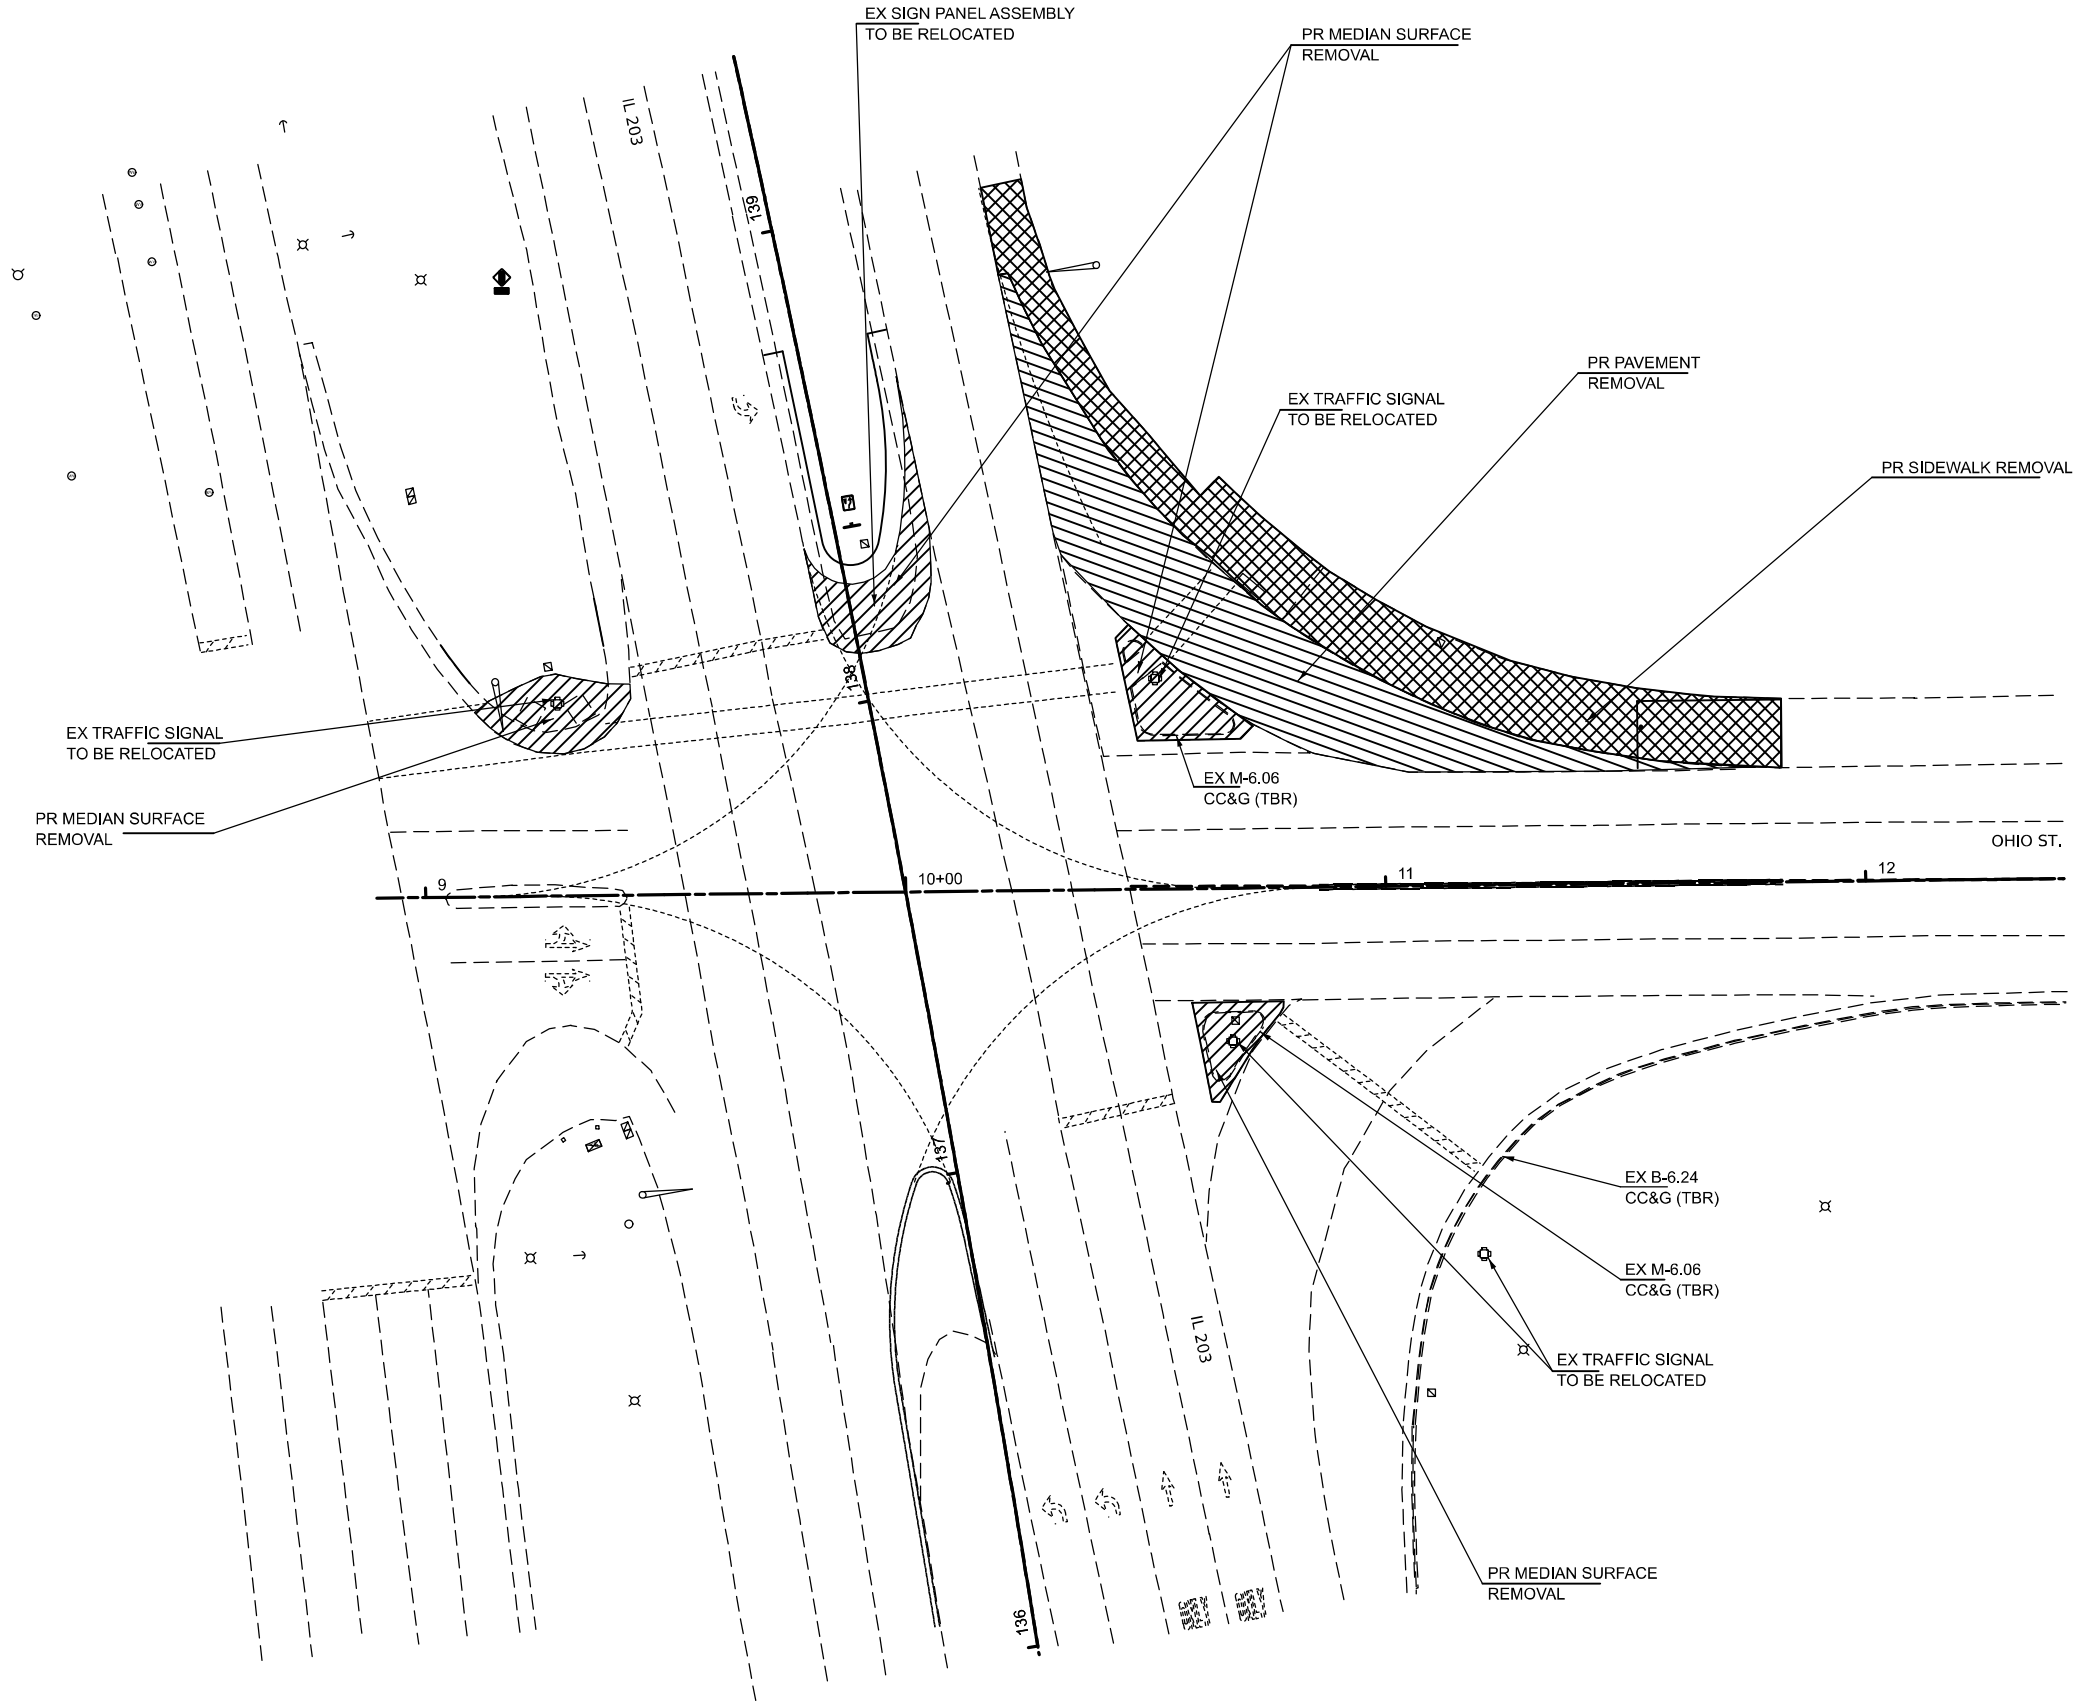 EX SIGN PANEL ASSEMBLY
TO BE RELOCATED
PR MEDIAN SURFACE
REMOVAL
IL 203
139
PR PAVEMENT
REMOVAL
EX TRAFFIC SIGNAL
TO BE RELOCATED
PR SIDEWALK REMOVAL
138
EX TRAFFIC SIGNAL
TO BE RELOCATED
EX M-6.06
CC&G (TBR)
PR MEDIAN SURFACE
REMOVAL
OHIO ST.
9
10+00
11
12
137
EX B-6.24
CC&G (TBR)
EX M-6.06
CC&G (TBR)
IL 203
EX TRAFFIC SIGNAL
TO BE RELOCATED
PR MEDIAN SURFACE
REMOVAL
136